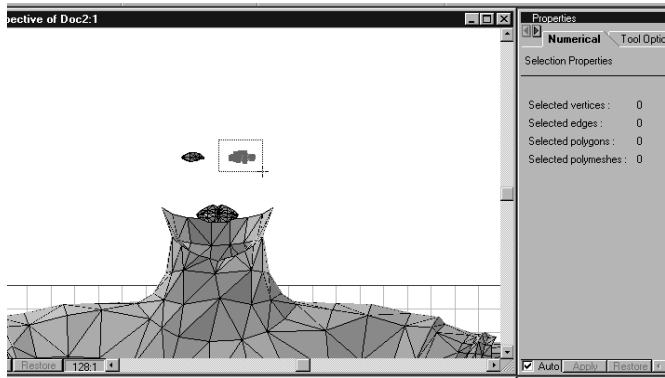 pective of Doc2:1
Properties
Numerical
Tool Optic
Selection Properties
Selected vertices : 0
Selected edges : 0
Selected polygons : 0
Selected polymeshes : 0
Restore
128:1
Auto
Apply
Restore